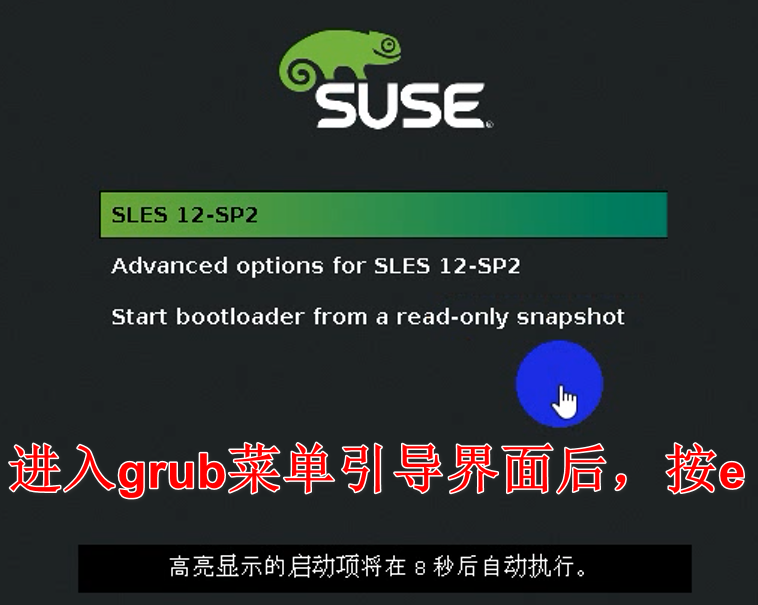 SUSE
SLES 12-SP2
Advanced options for SLES 12-SP2
Start bootloader from a read-only snapshot
进入grub菜单引导界面后，按e
高亮显示的启动项将在 8 秒后自动执行。